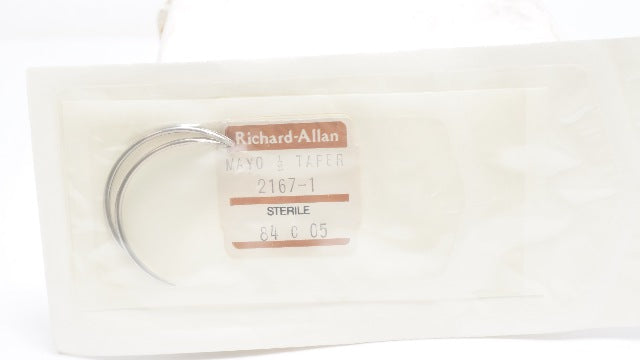 Richard-Allan
MAYO ½ TAPER
2167-1
STERILE
84 C 05